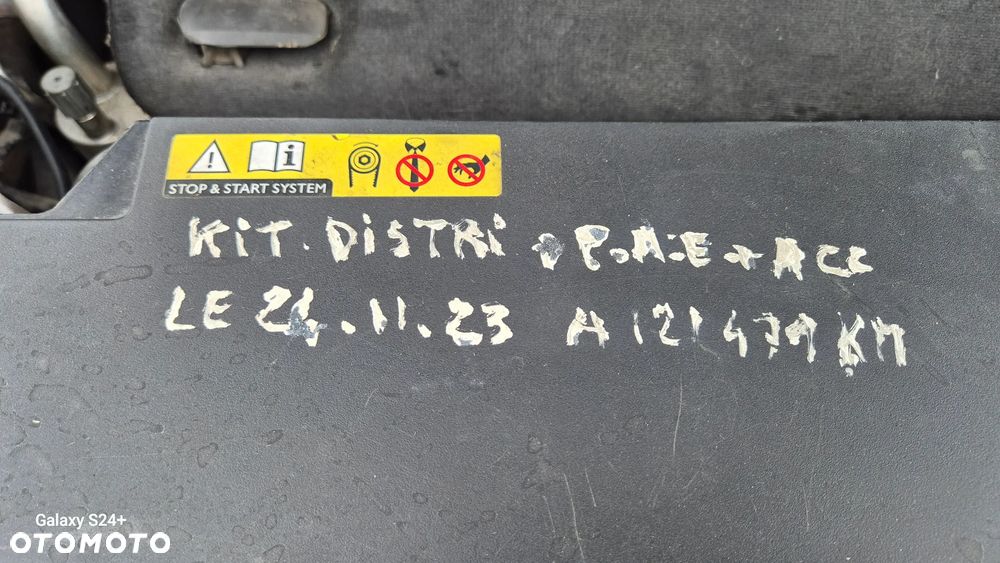 STOP & START SYSTEM
KiT. DiSTRi + P.A.E + ACC
LE 24.11.23 A 121479 KM
Galaxy S24+
OTOMOTO